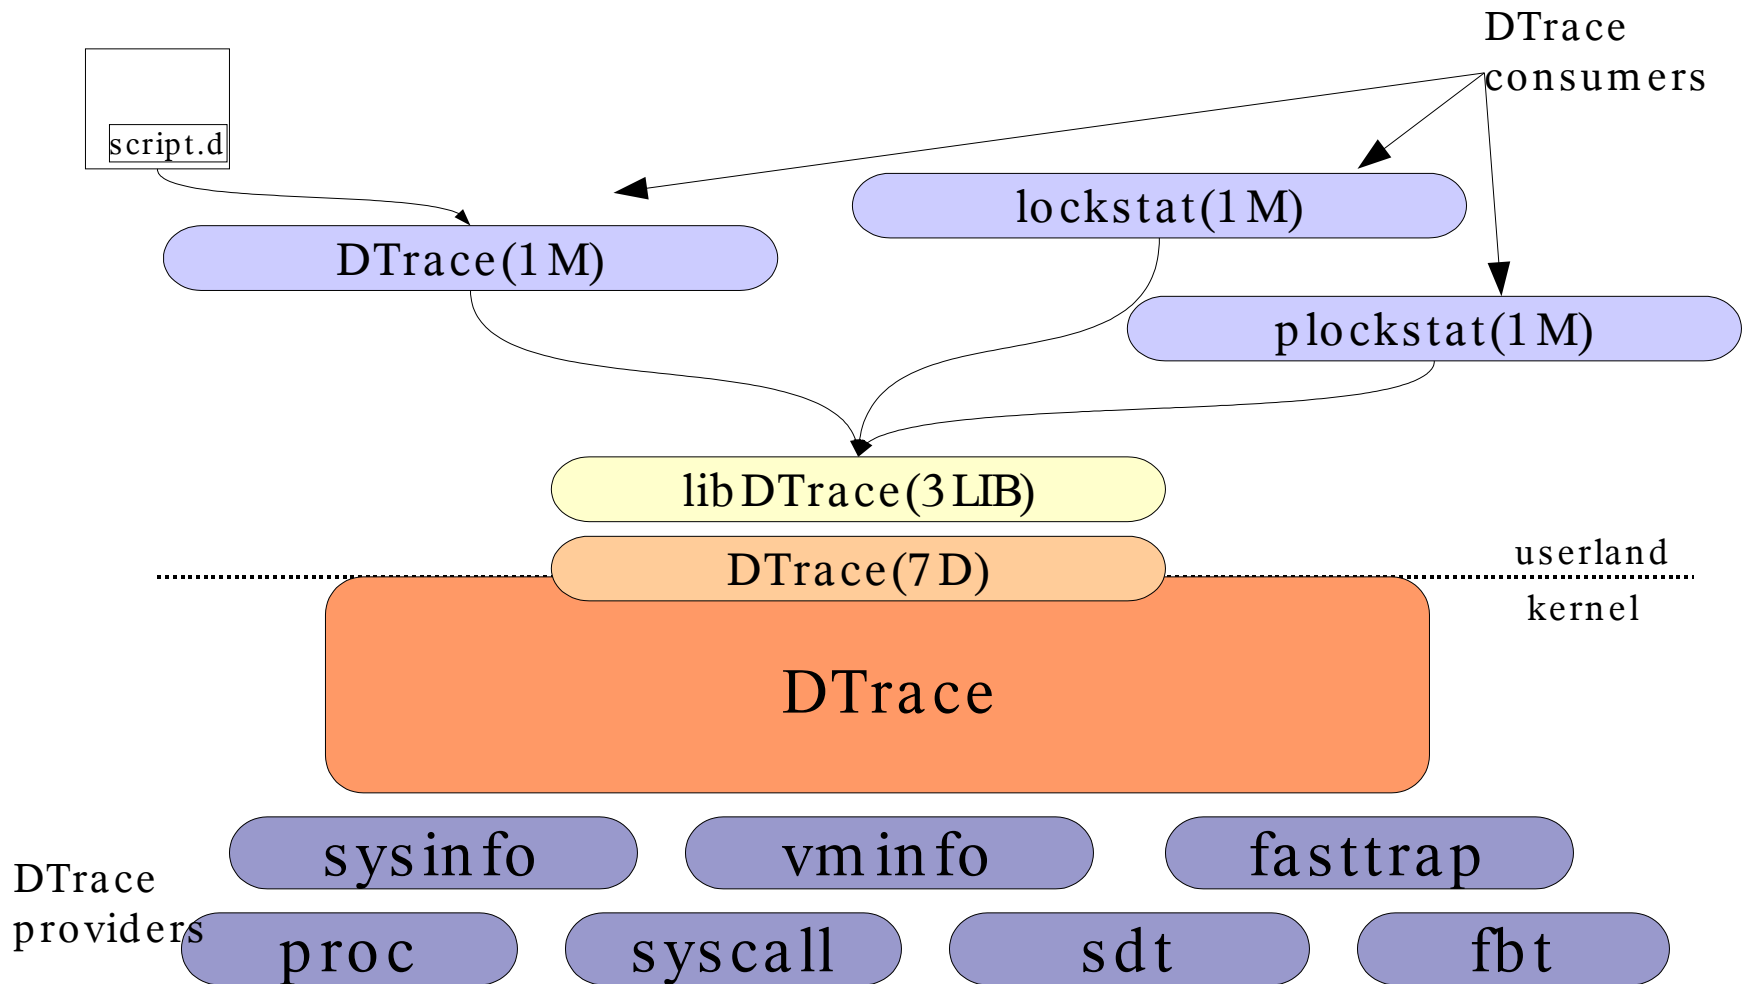 DTrace
consumers
script.d
lockstat(1M)
DTrace(1M)
plockstat(1M)
libDTrace(3LIB)
userland
DTrace(7D)
kernel
DTrace
sysinfo
vminfo
fasttrap
DTrace
providers
proc
syscall
sdt
fbt